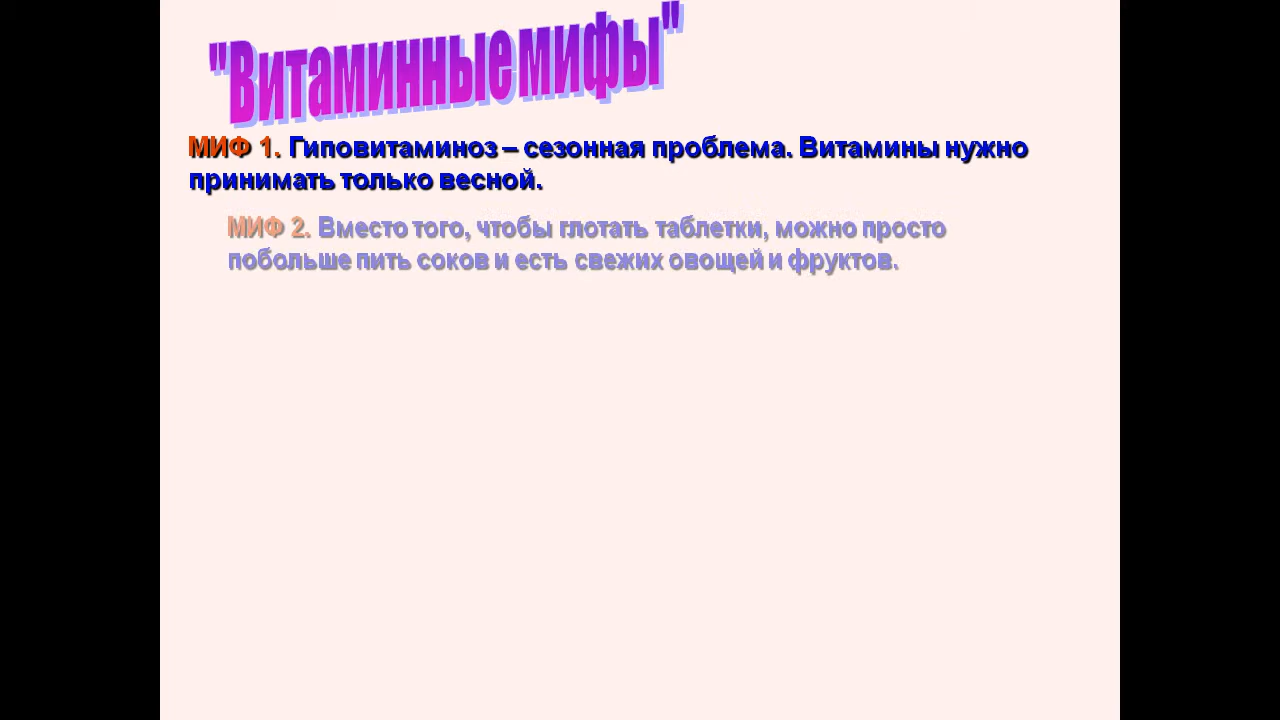 "Витаминные мифы"
МИФ 1. Гиповитаминоз – сезонная проблема. Витамины нужно
принимать только весной.
МИФ 2. Вместо того, чтобы глотать таблетки, можно просто
побольше пить соков и есть свежих овощей и фруктов.